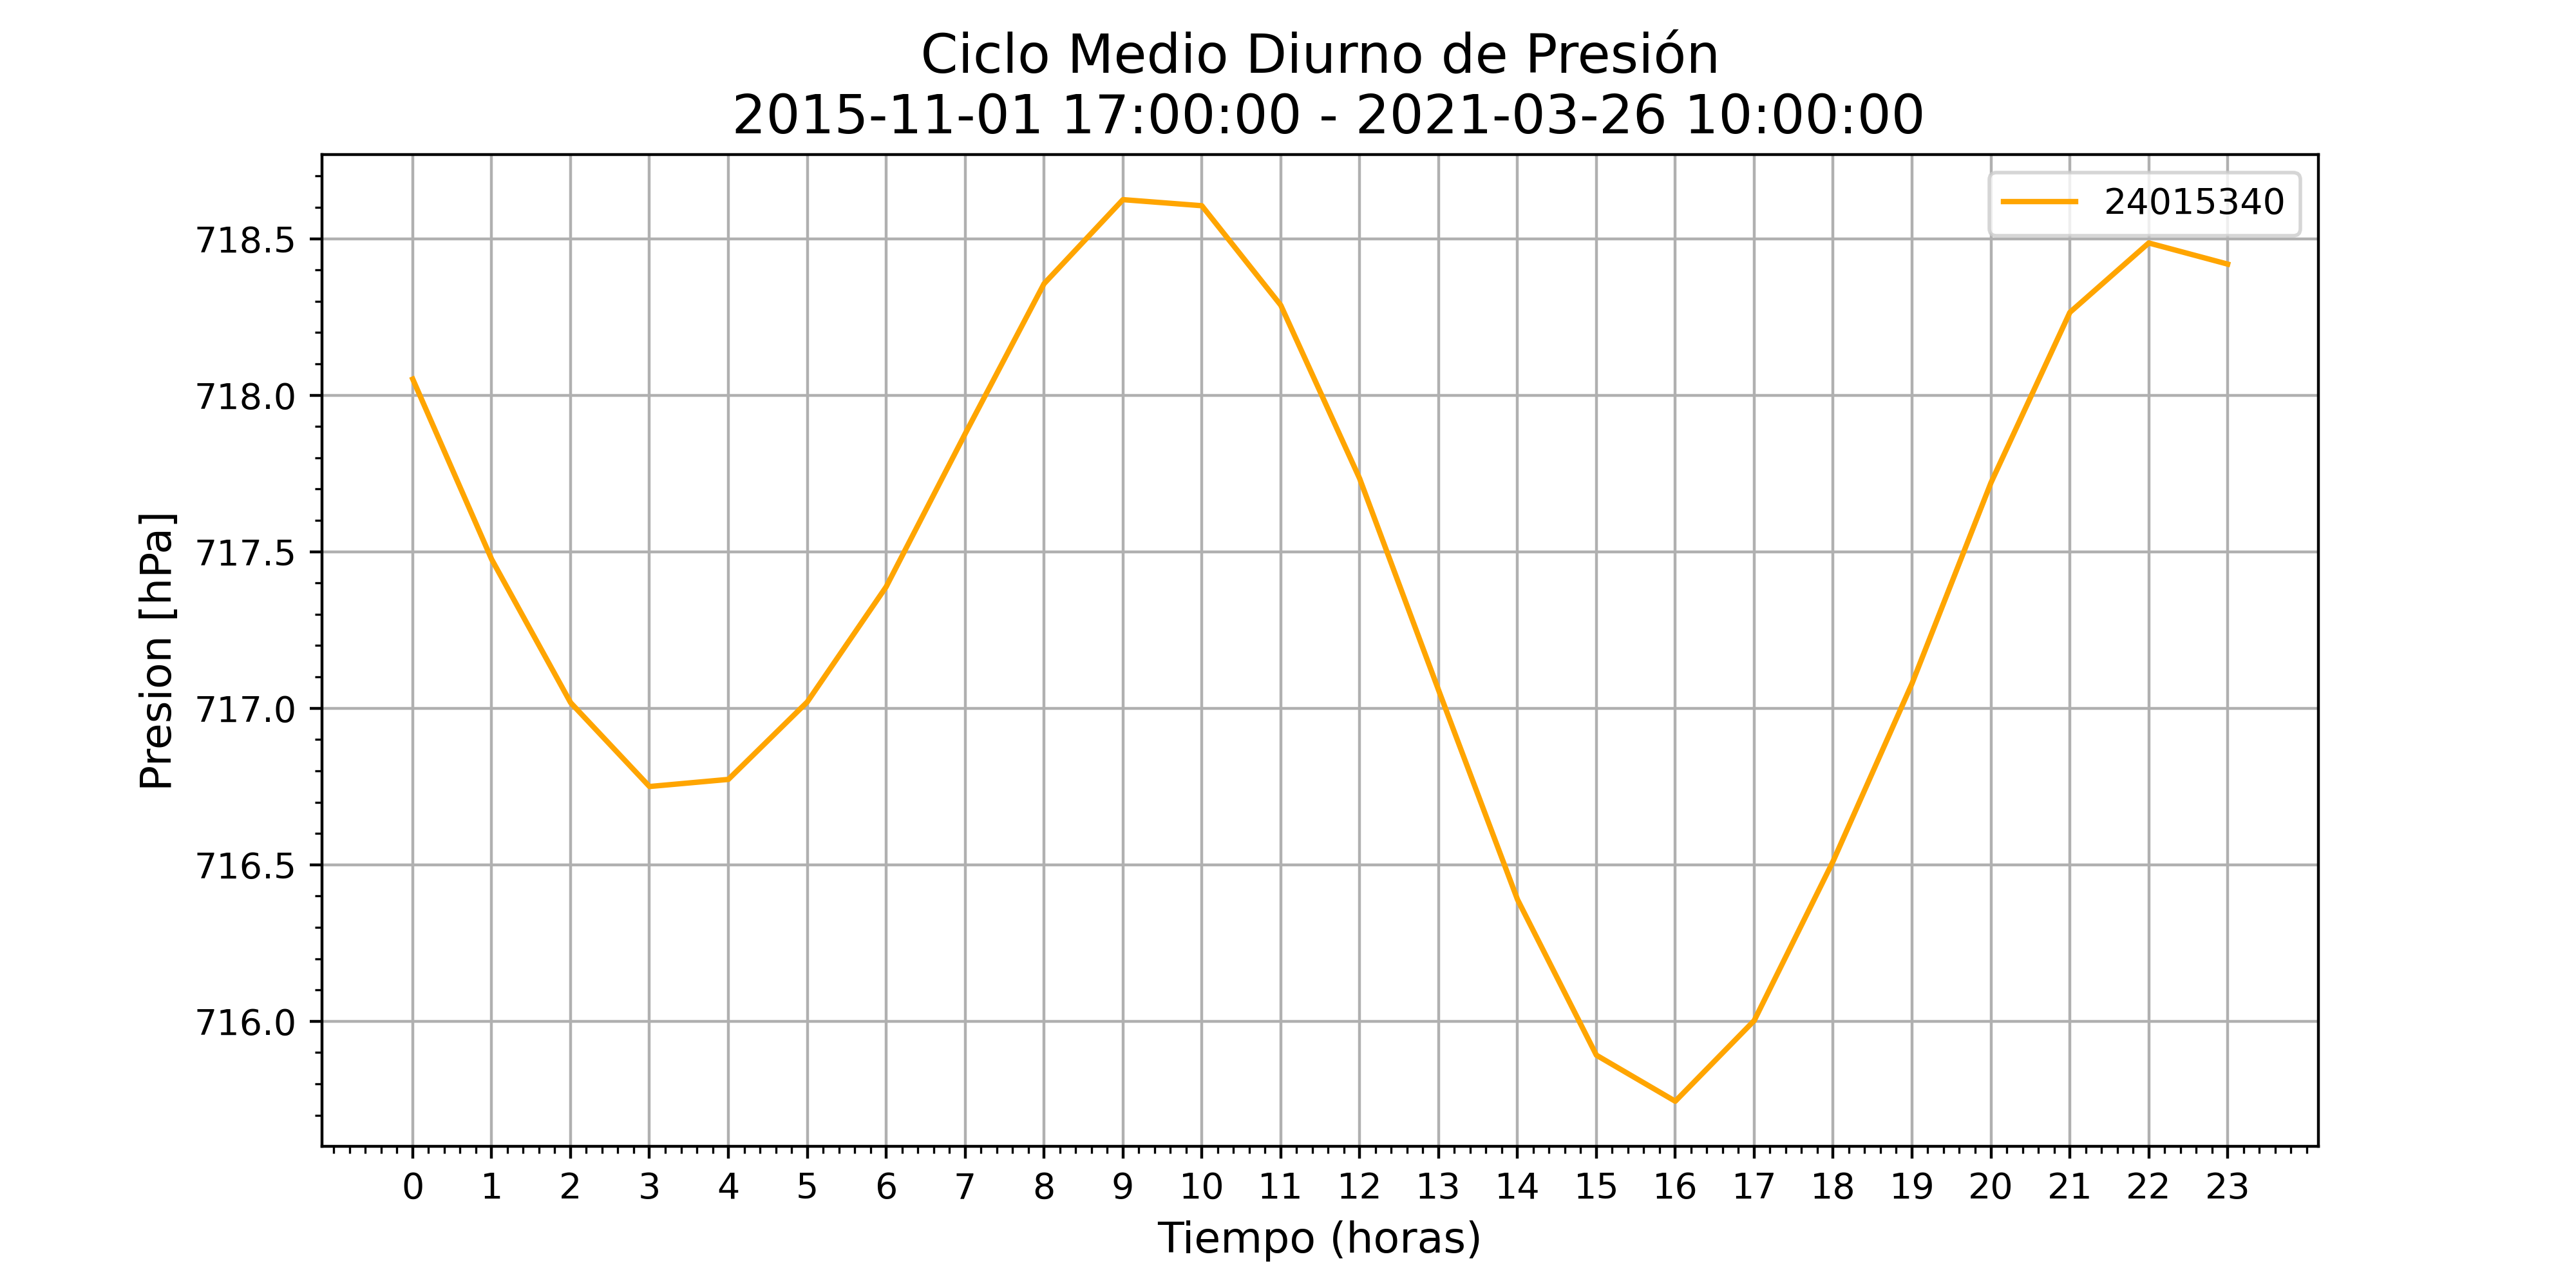 Ciclo Medio Diurno de Presión
2015-11-01 17:00:00 - 2021-03-26 10:00:00
24015340
Presion [hPa]
718.5
718.0
717.5
717.0
716.5
716.0
0 1 2 3 4 5 6 7 8 9 10 11 12 13 14 15 16 17 18 19 20 21 22 23
Tiempo (horas)